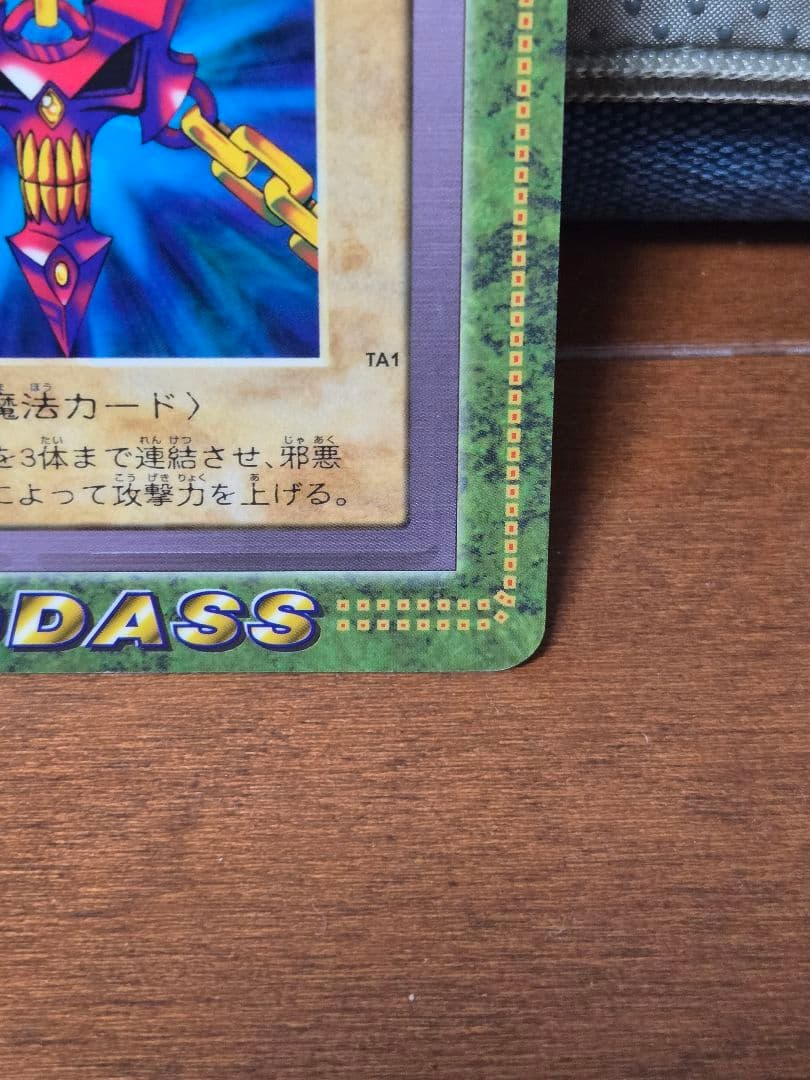 TA1
魔法カード〉
を3体まで連結させ、邪悪
によって攻撃力を上げる。
DASS